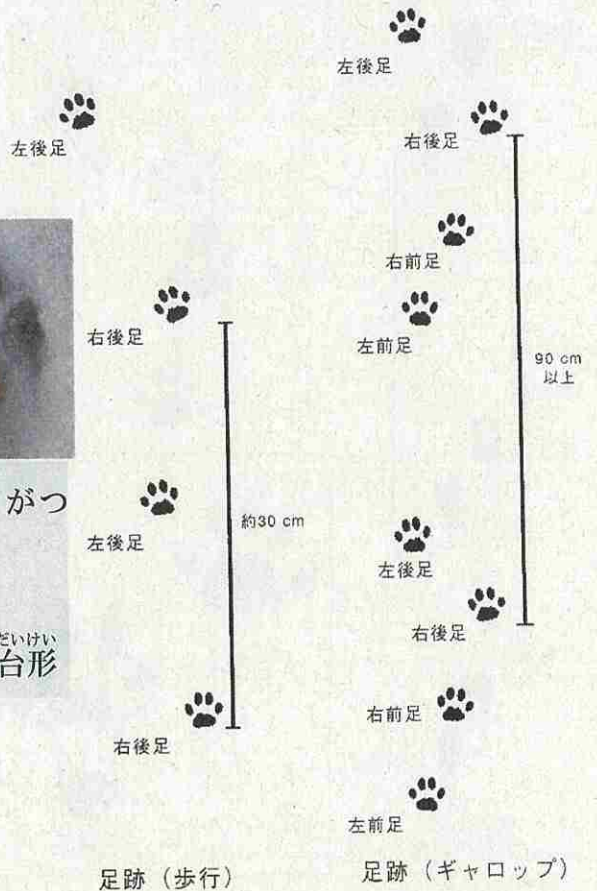 左後足
右後足
左後足
約30 cm
右後足
足跡（歩行）
がつ
だいけい
台形
左後足
右後足
右前足
左前足
90 cm
以上
左後足
右後足
右前足
左前足
足跡（ギャロップ）